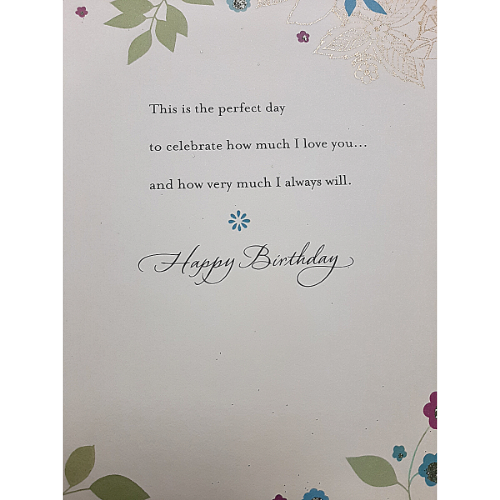 This is the perfect day
to celebrate how much I love you...
and how very much I always will.
Happy Birthday